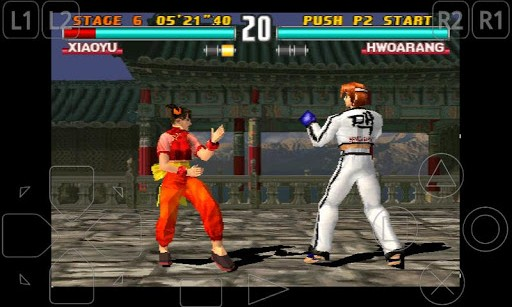 L1 L2 STAGE 6 05'21"40 20 PUSH P2 START R2 R1
XIAOYU HWOARANG